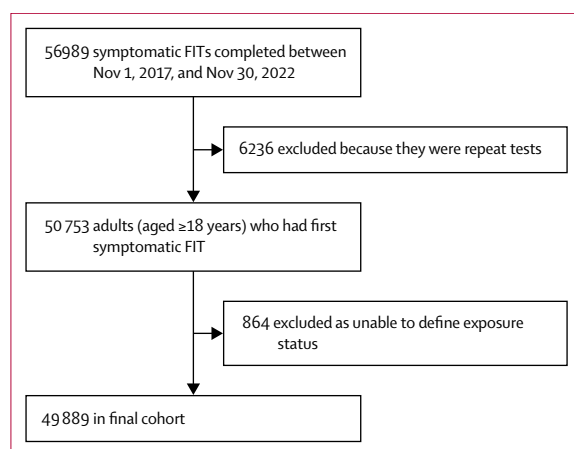 56989 symptomatic FITs completed between
Nov 1, 2017, and Nov 30, 2022
6236 excluded because they were repeat tests
50 753 adults (aged ≥18 years) who had first
symptomatic FIT
864 excluded as unable to define exposure
status
49 889 in final cohort